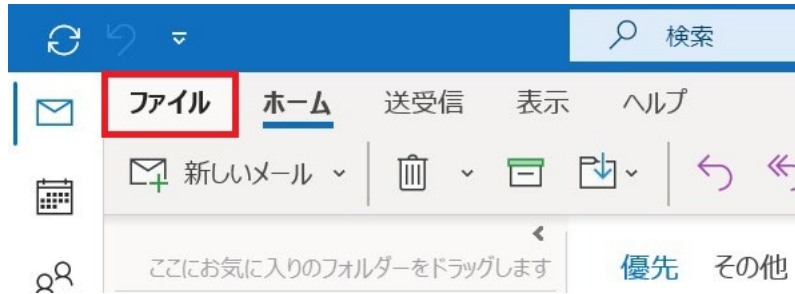 検索
ファイル ホーム 送受信 表示 ヘルプ
新しいメール
ここにお気に入りのフォルダーをドラッグします
優先 その他